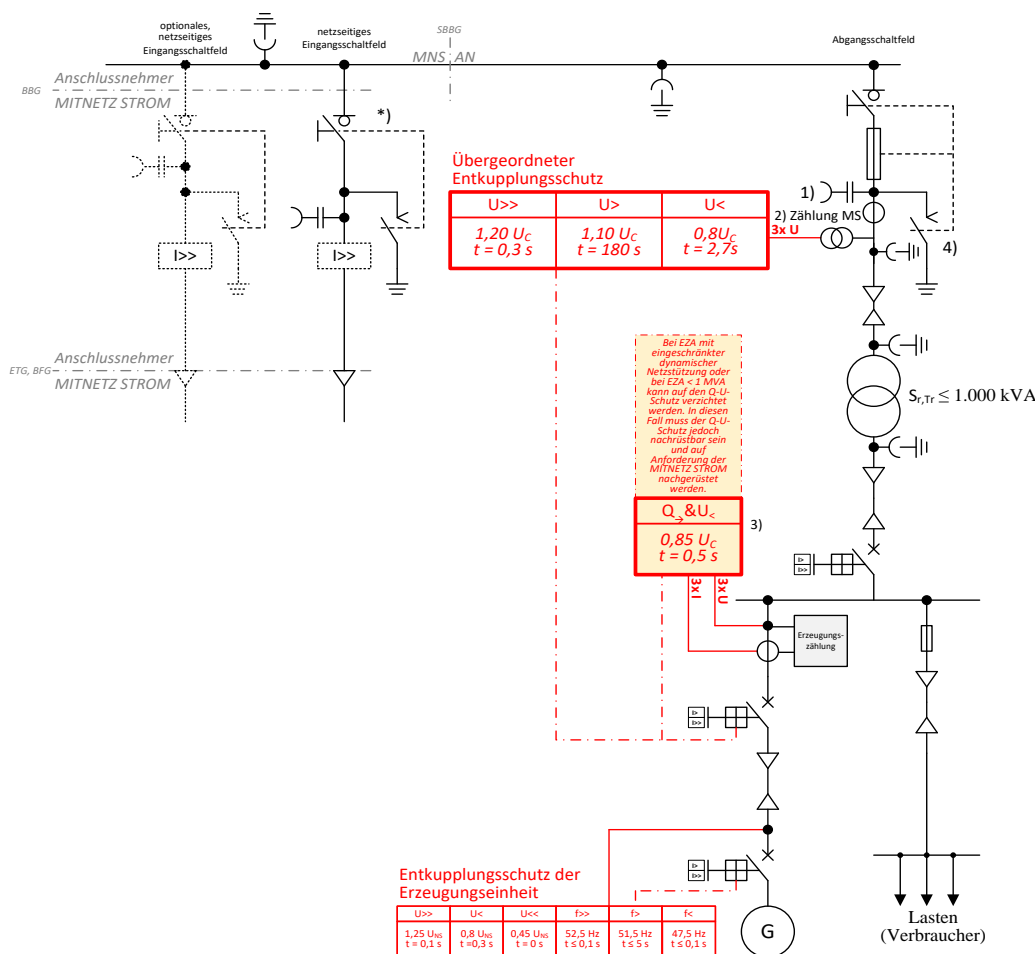 optionales,
netzseitiges
Eingangsschaltfeld
netzseitiges
Eingangsschaltfeld
SBBG
MNS AN
Abgangsschaltfeld
Anschlussnehmer
BBG
MITNETZ STROM
*)
I>>
I>>
Anschlussnehmer
ETG, BFG
MITNETZ STROM
Übergeordneter
Entkupplungsschutz
U>> U> U<
1,20 UC 1,10 UC 0,8UC
t = 0,3 s t = 180 s t = 2,7s
1)
2) Zählung MS
3x U
4)
Sr,Tr ≤ 1.000 kVA
Bei EZA mit
eingeschränkter
dynamischer
Netzstützung oder
bei EZA < 1 MVA
kann auf den Q-U-
Schutz verzichtet
werden. In diesen
Fall muss der Q-U-
Schutz jedoch
nachrüstbar sein
und auf
Anforderung der
MITNETZ STROM
nachgerüstet
werden.
Q→&U<
3)
0,85 UC
t = 0,5 s
3x I
3x U
I>
I>>
Erzeugungs-
zählung
I>
I>>
I>
I>>
Entkupplungsschutz der
Erzeugungseinheit
U>> U< U<< f>> f> f<
1,25 UNS 0,8 UNS 0,45 UNS 52,5 Hz 51,5 Hz 47,5 Hz
t = 0,1 s t =0,3 s t = 0 s t ≤ 0,1 s t ≤ 5 s t ≤ 0,1 s
G
Lasten
(Verbraucher)